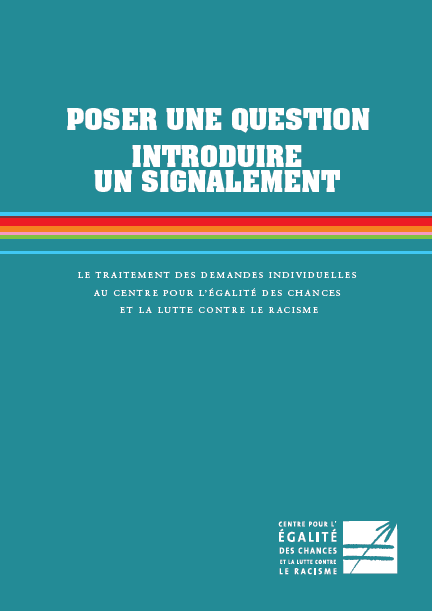 POSER UNE QUESTION
INTRODUIRE
UN SIGNALEMENT
LE TRAITEMENT DES DEMANDES INDIVIDUELLES
AU CENTRE POUR L'ÉGALITÉ DES CHANCES
ET LA LUTTE CONTRE LE RACISME
CENTRE POUR L'
ÉGALITÉ
DES CHANCES
ET LA LUTTE CONTRE
LE RACISME